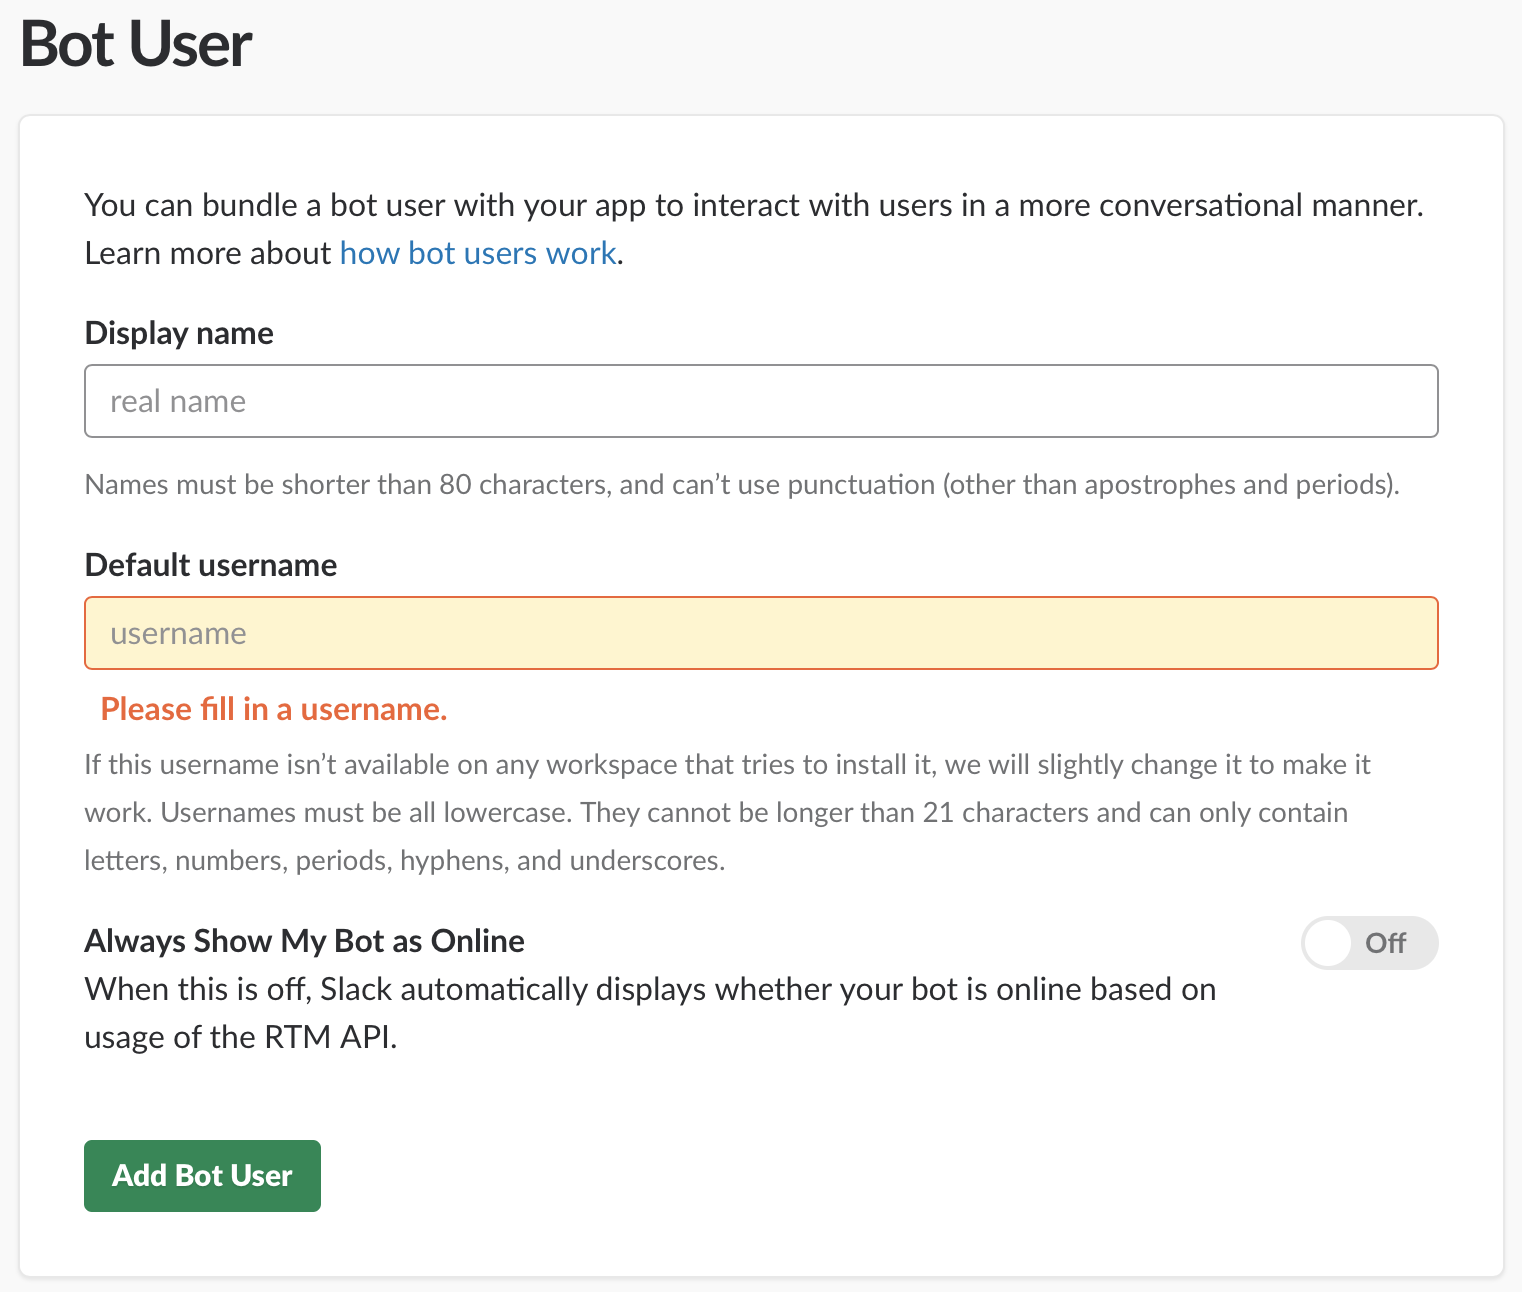 Bot User
You can bundle a bot user with your app to interact with users in a more conversational manner.
Learn more about how bot users work.
Display name
real name
Names must be shorter than 80 characters, and can’t use punctuation (other than apostrophes and periods).
Default username
username
Please fill in a username.
If this username isn’t available on any workspace that tries to install it, we will slightly change it to make it
work. Usernames must be all lowercase. They cannot be longer than 21 characters and can only contain
letters, numbers, periods, hyphens, and underscores.
Always Show My Bot as Online
Off
When this is off, Slack automatically displays whether your bot is online based on
usage of the RTM API.
Add Bot User